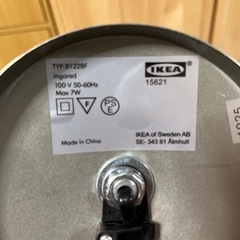 TYP B1228F
Ingared
100 V 50-60Hz
Max 7W
F
PS
E
Made in China
IKEA
15621
IKEA of Sweden AB
SE- 343 81 Älmhult